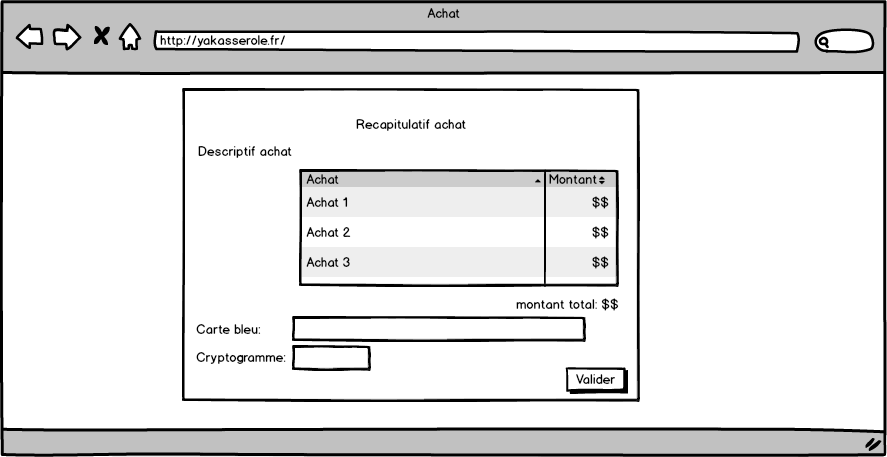 Achat
http://yakasserole.fr/
Recapitulatif achat
Descriptif achat
Achat Montant
Achat 1 $$
Achat 2 $$
Achat 3 $$
montant total: $$
Carte bleu:
Cryptogramme:
Valider